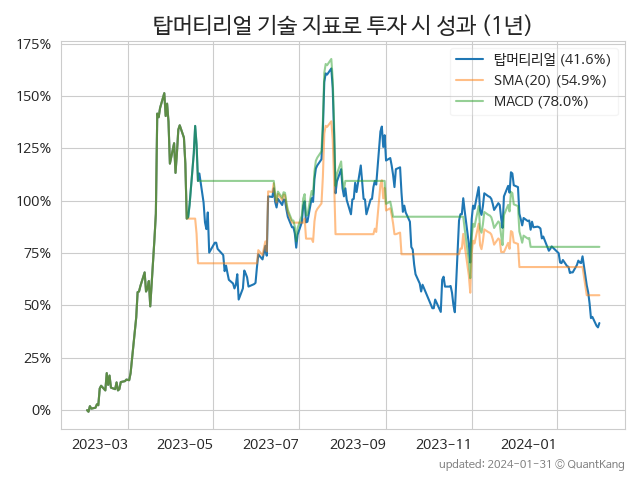 탑머티리얼 기술 지표로 투자 시 성과 (1년)
탑머티리얼 (41.6%)
SMA(20) (54.9%)
MACD (78.0%)
175%
150%
125%
100%
75%
50%
25%
0%
2023-03 2023-05 2023-07 2023-09 2023-11 2024-01
updated: 2024-01-31 © QuantKang